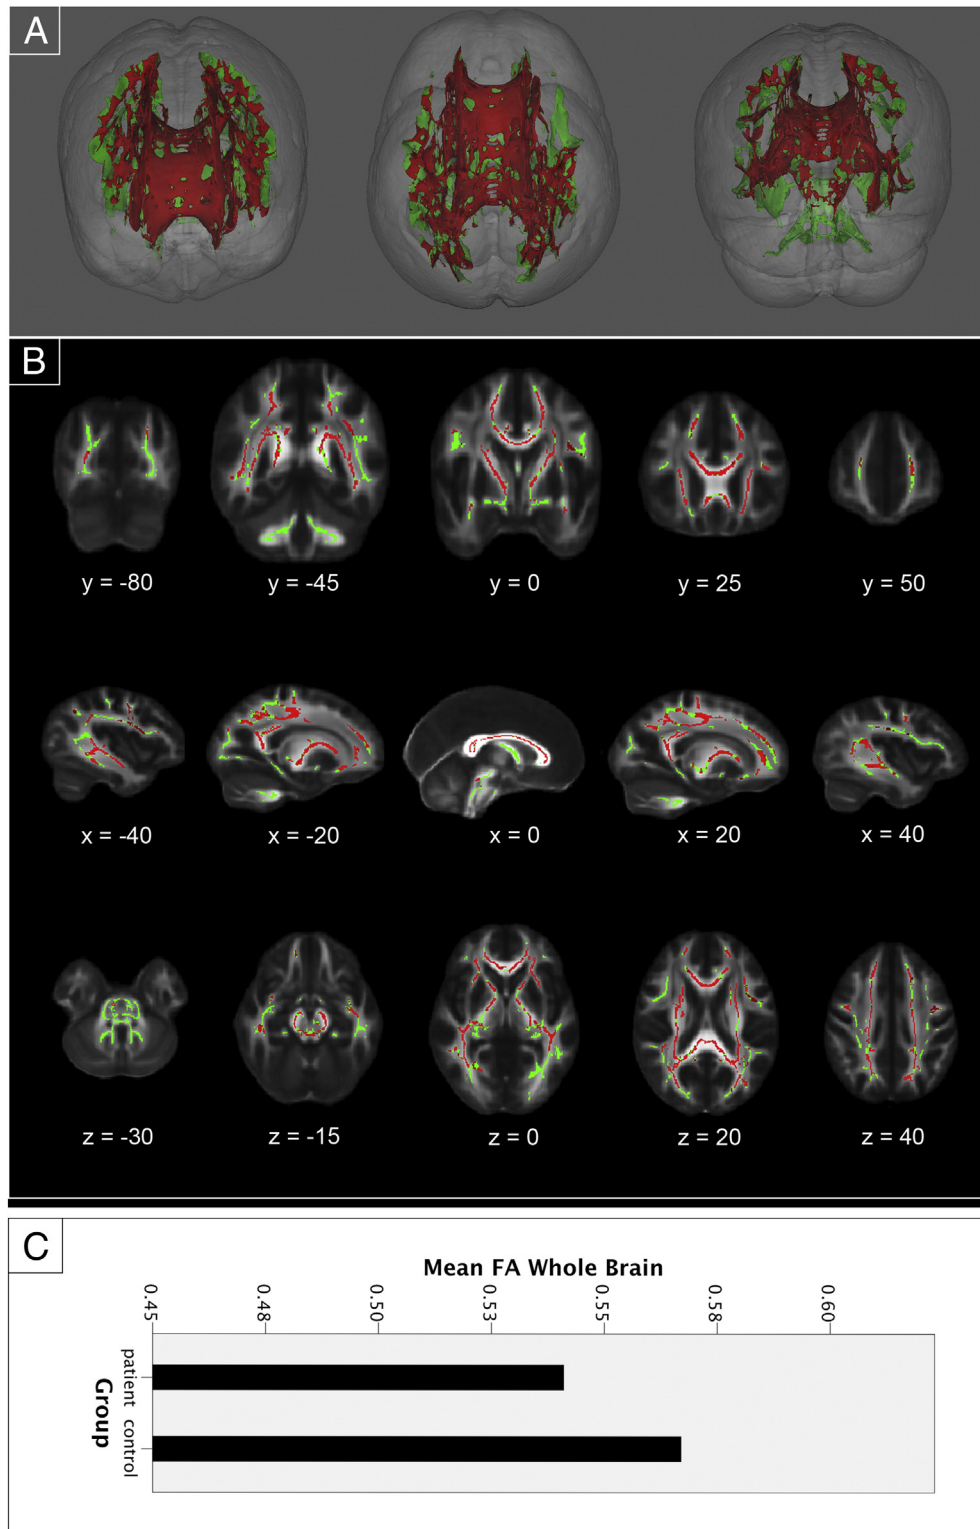 A
B
y = -80 y = -45 y = 0 y = 25 y = 50
x = -40 x = -20 x = 0 x = 20 x = 40
z = -30 z = -15 z = 0 z = 20 z = 40
C
Mean FA Whole Brain
0.45 0.48 0.50 0.53 0.55 0.58 0.60
patient
control
Group